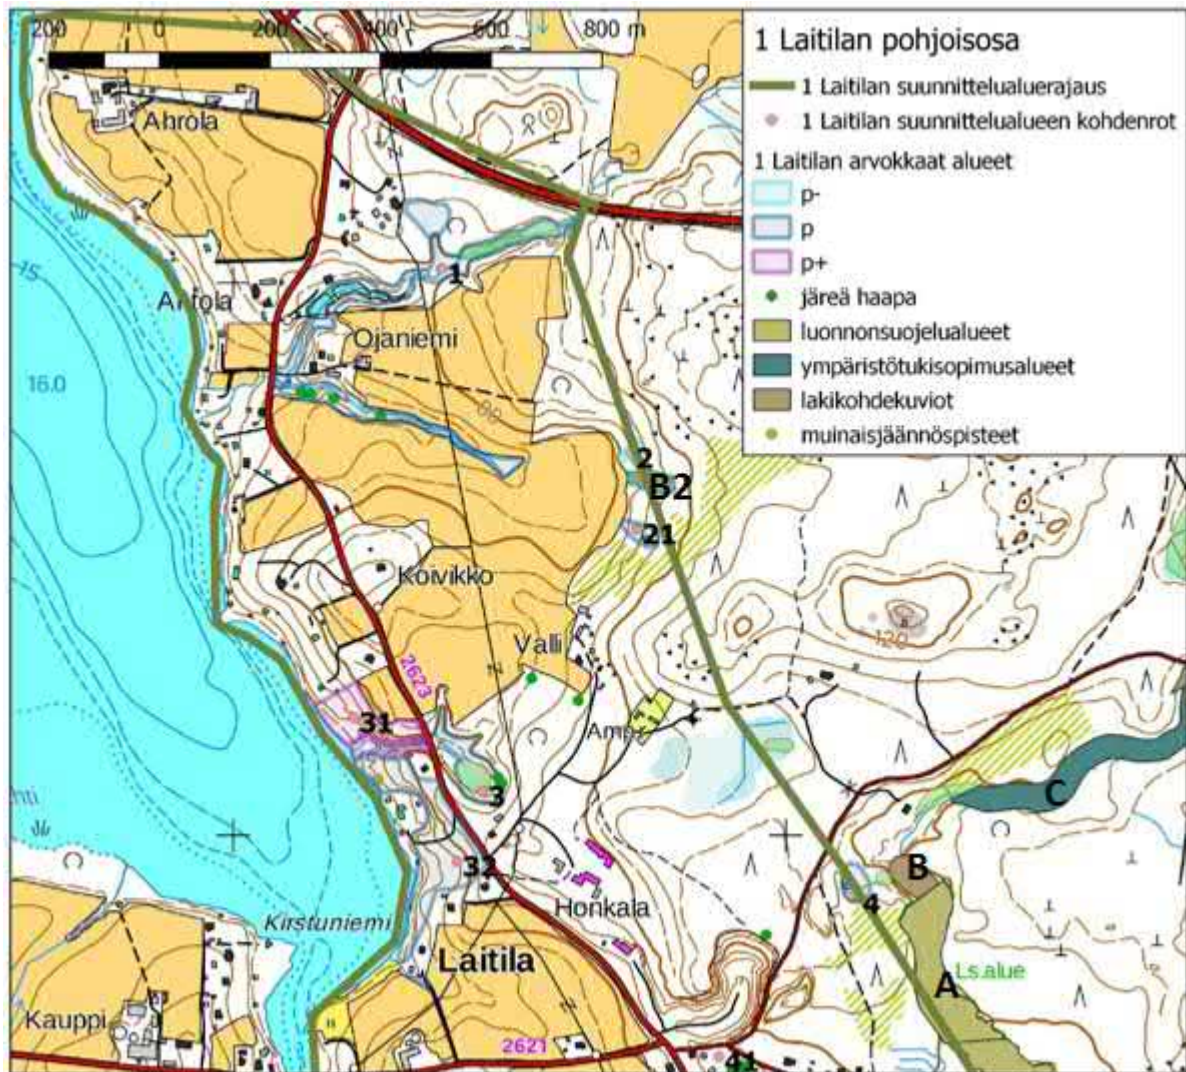 200 0 200 400 600 800 m
1 Laitilan pohjoisosa
1 Laitilan suunnittelualuerajaus
1 Laitilan suunnittelualueen kohdenrot
1 Laitilan arvokkaat alueet
p-
p
p+
järeä haapa
luonnonsuojelualueet
ympäristötukisopimusalueet
lakikohdekuviot
muinaisjäännöspisteet
Ahrola
15
1
Ojaniemi
16.0
2
B2
21
Koivikko
120
Valli
2623
31
3
C
32
B
4
Honkala
Kirstuniemi
Laitila
Ls.alue
A
Kauppi
2621
41